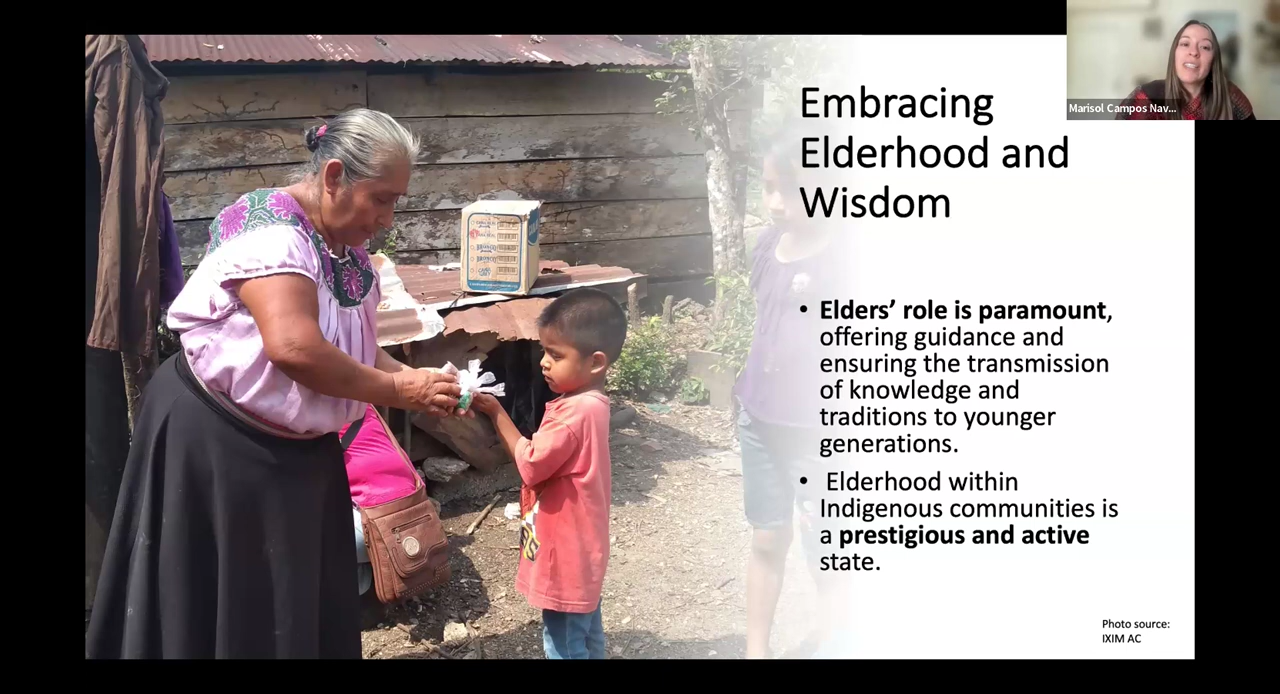 Marisol Campos Nav...
Embracing
Elderhood and
Wisdom
• Elders’ role is paramount,
offering guidance and
ensuring the transmission
of knowledge and
traditions to younger
generations.
• Elderhood within
Indigenous communities is
a prestigious and active
state.
Photo source:
IXIM AC